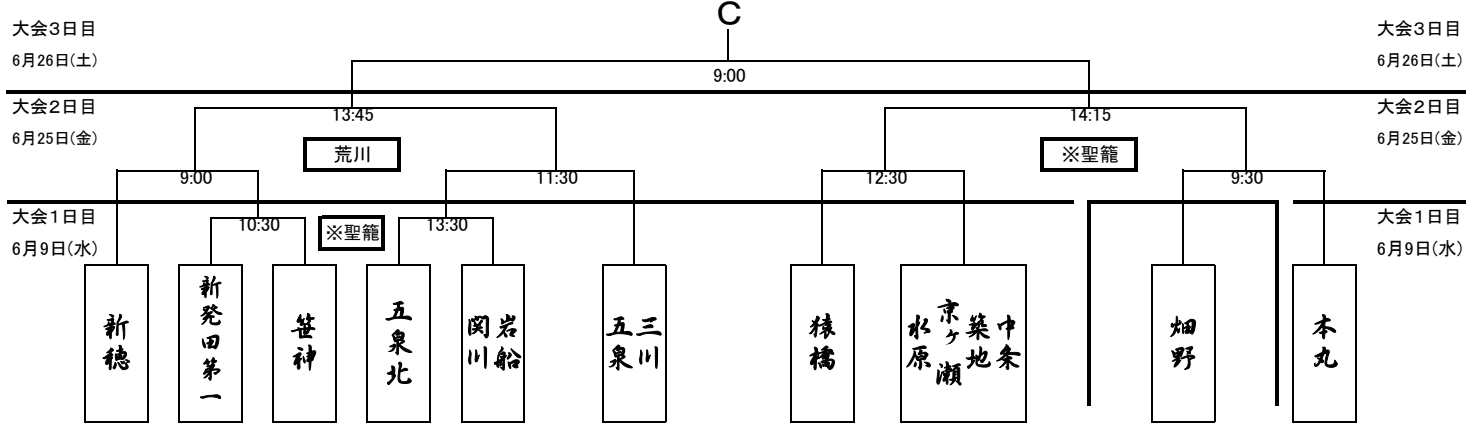 C
大会3日目
6月26日(土)
大会3日目
6月26日(土)
9:00
大会2日目
6月25日(金)
13:45
荒川
14:15
※聖籠
大会2日目
6月25日(金)
9:00
11:30
12:30
9:30
大会1日目
6月9日(水)
10:30
※聖籠
13:30
大会1日目
6月9日(水)
新穂
新発田第一
笹神
五泉北
岩船
関川
三川
五泉
猿橋
中条
築地
京ヶ瀬
水原
畑野
本丸